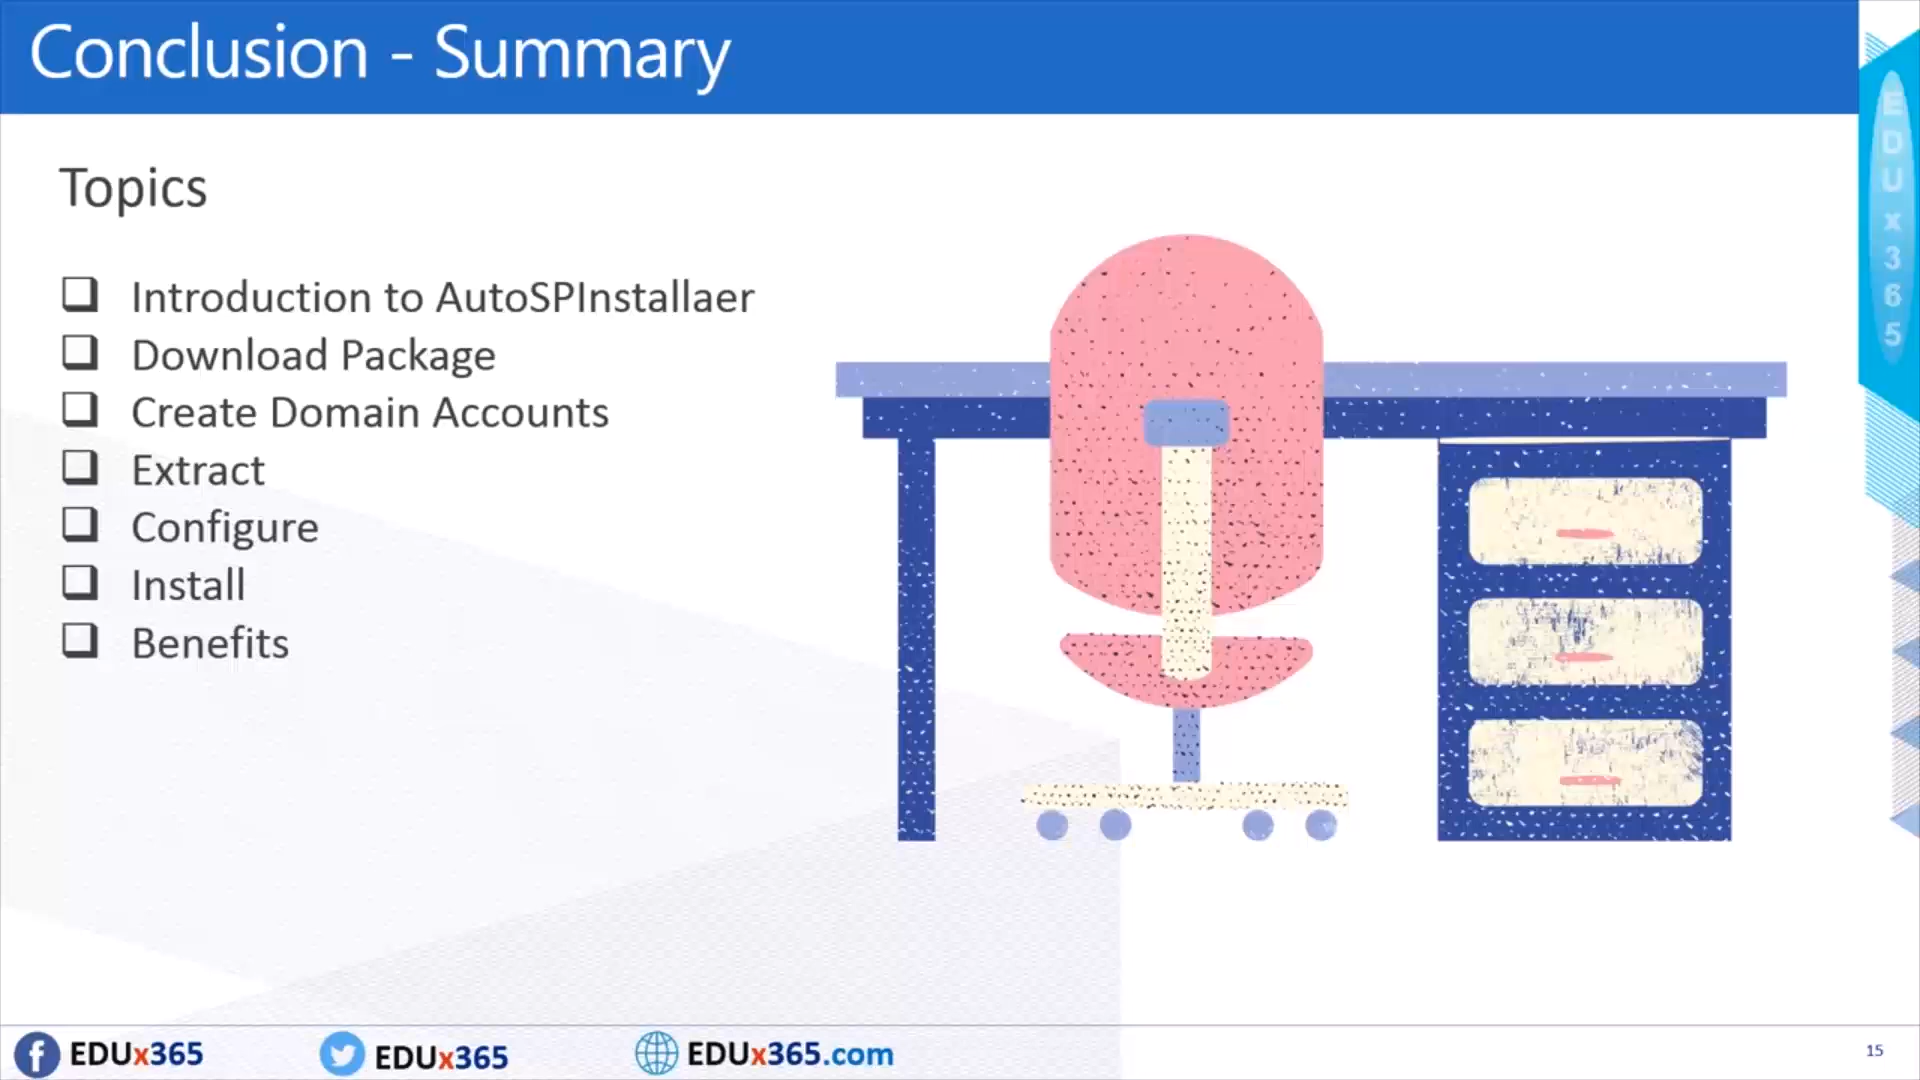 Conclusion - Summary
Topics
Introduction to AutoSPInstallaer
Download Package
Create Domain Accounts
Extract
Configure
Install
Benefits
EDUx365
EDUx365
EDUx365
EDUx365.com
15